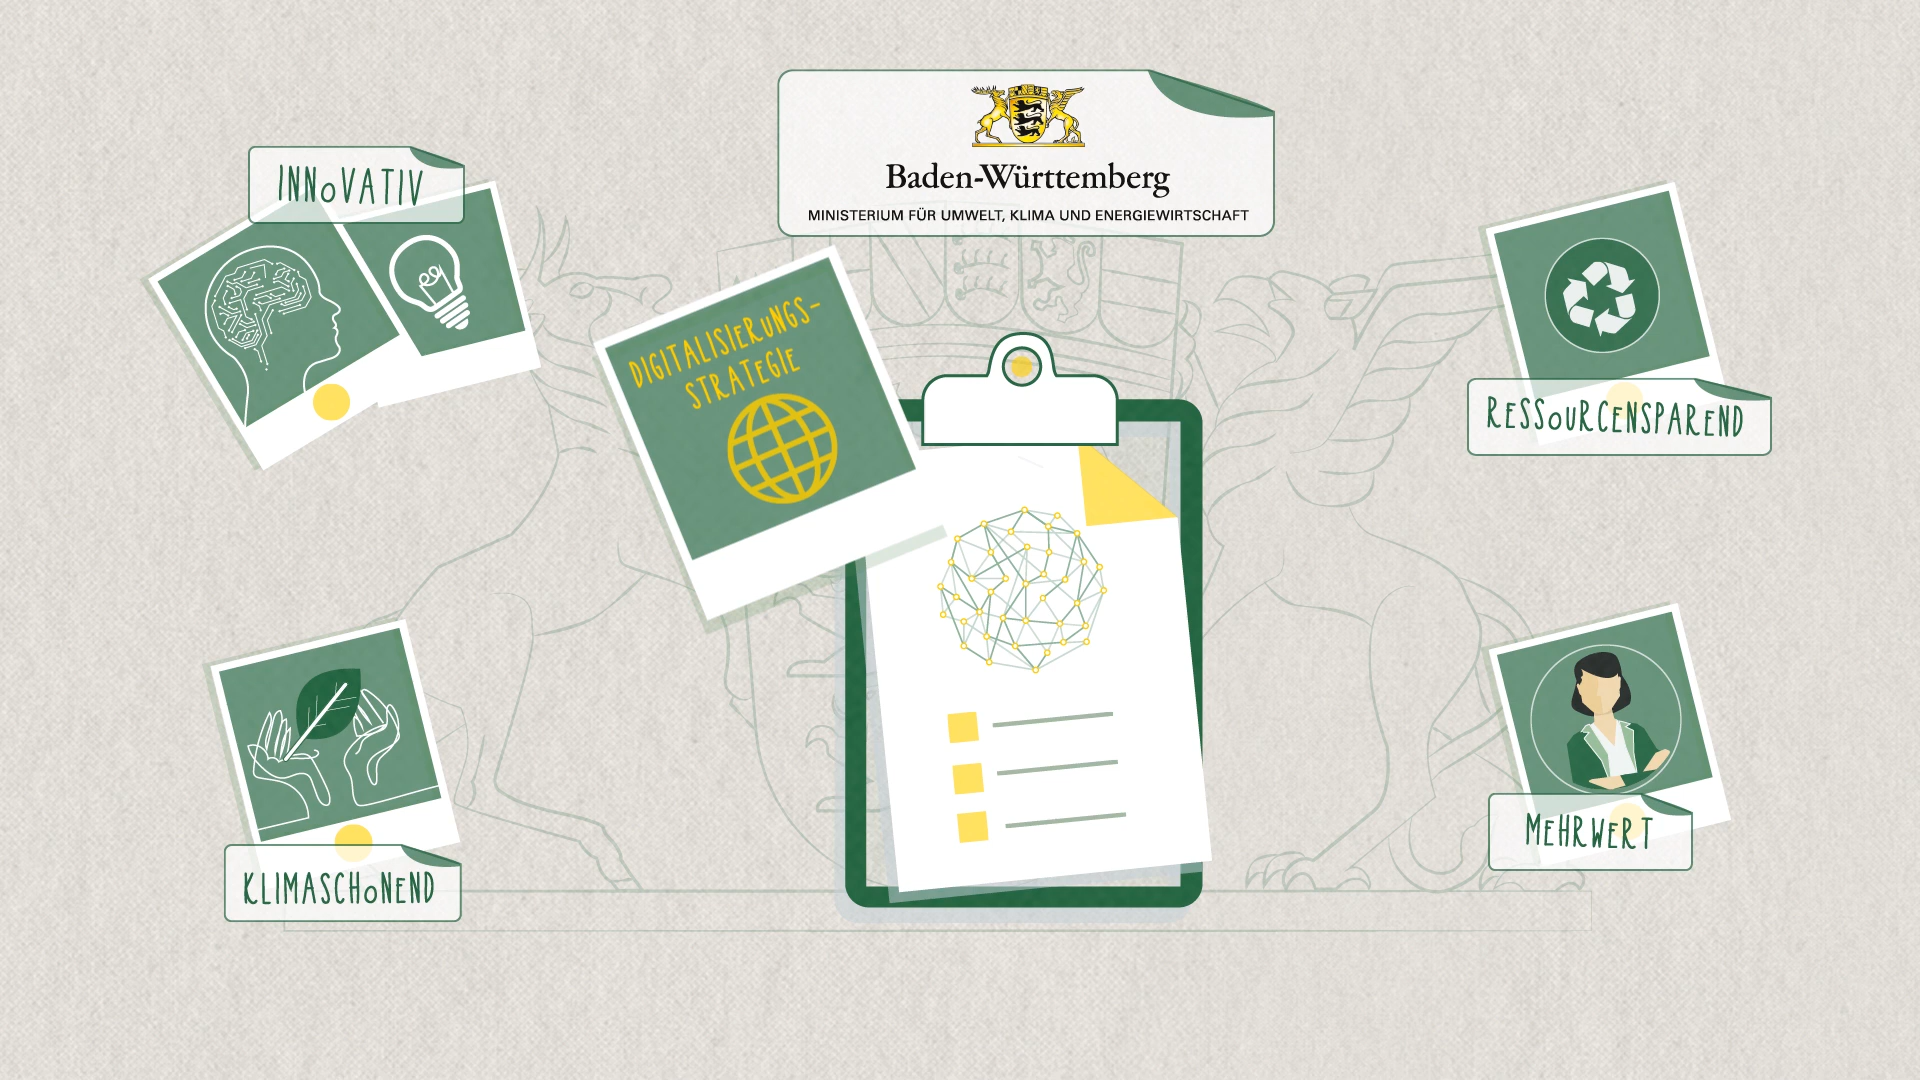 Baden-Württemberg
MINISTERIUM FÜR UMWELT, KLIMA UND ENERGIEWIRTSCHAFT
INNOVATIV
DIGITALISIERUNGS-
STRATEGIE
RESSOURCENSPAREND
KLIMASCHONEND
MEHRWERT